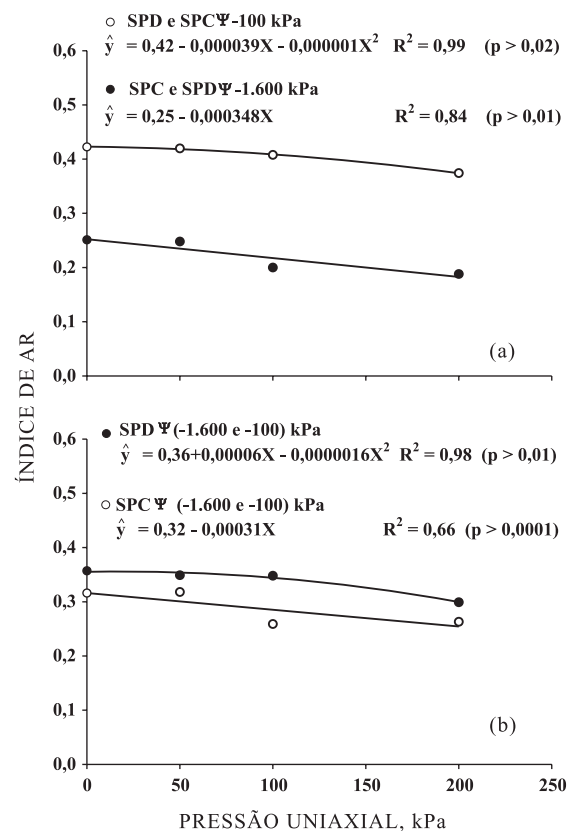 ○ SPD e SPCΨ-100 kPa
ŷ = 0,42 - 0,000039X - 0,000001X² R² = 0,99 (p > 0,02)
● SPC e SPDΨ-1.600 kPa
ŷ = 0,25 - 0,000348X R² = 0,84 (p > 0,01)
0,6
0,5
0,4
0,3
0,2
0,1
0,0
(a)
ÍNDICE DE AR
● SPD Ψ (-1.600 e -100) kPa
ŷ = 0,36+0,00006X - 0,0000016X² R² = 0,98 (p > 0,01)
○ SPC Ψ (-1.600 e -100) kPa
ŷ = 0,32 - 0,00031X R² = 0,66 (p > 0,0001)
0,6
0,5
0,4
0,3
0,2
0,1
0,0
(b)
0 50 100 150 200 250
PRESSÃO UNIAXIAL, kPa